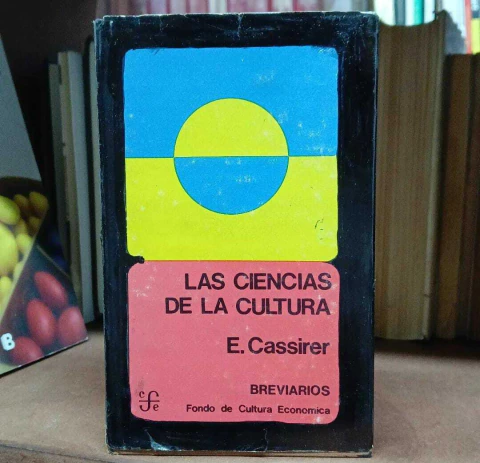 LAS CIENCIAS
DE LA CULTURA
E. Cassirer
BREVIARIOS
Fondo de Cultura Economica
c f e
B